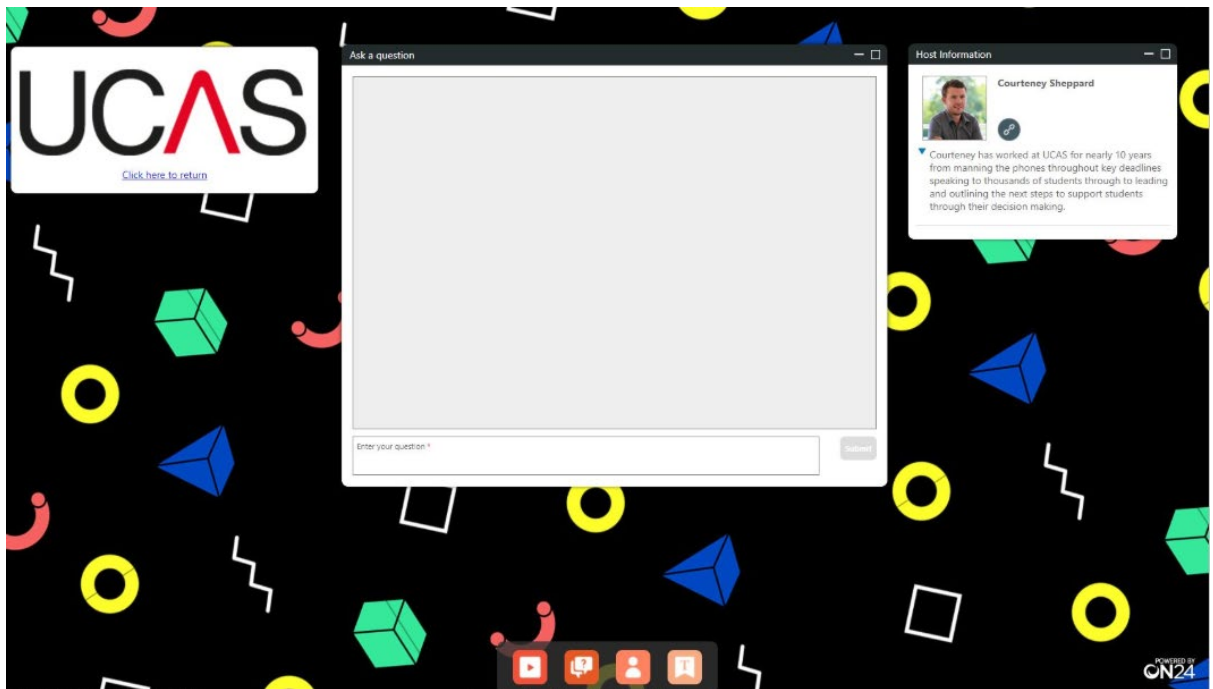 UCAS
Click here to return
Ask a question
Enter your question *
Submit
Host Information
Courteney Sheppard
Courteney has worked at UCAS for nearly 10 years
from manning the phones throughout key deadlines
speaking to thousands of students through to leading
and outlining the next steps to support students
through their decision making.
?
T
POWERED BY
ON24